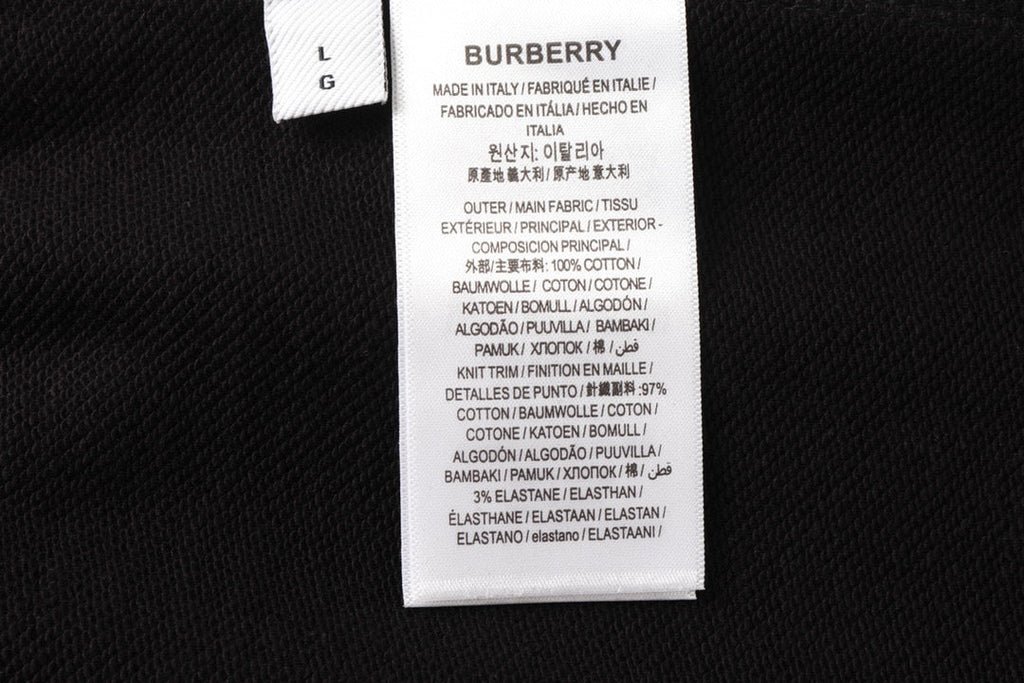 L
G
BURBERRY
MADE IN ITALY / FABRIQUÉ EN ITALIE /
FABRICADO EN ITÁLIA / HECHO EN
ITALIA
원산지: 이탈리아
原產地 義大利 / 原产地 意大利
OUTER / MAIN FABRIC / TISSU
EXTÉRIEUR / PRINCIPAL / EXTERIOR -
COMPOSICION PRINCIPAL /
外部/主要布料: 100% COTTON /
BAUMWOLLE / COTON / COTONE /
KATOEN / BOMULL / ALGODÓN /
ALGODÃO / PUUVILLA / BAMBAKI /
PAMUK / ХЛОПОК / 棉 / قطن /
KNIT TRIM / FINITION EN MAILLE /
DETALLES DE PUNTO / 針織副料 :97%
COTTON / BAUMWOLLE / COTON /
COTONE / KATOEN / BOMULL /
ALGODÓN / ALGODÃO / PUUVILLA /
BAMBAKI / PAMUK / ХЛОПОК / 棉 / قطن
3% ELASTANE / ELASTHAN /
ÉLASTHANE / ELASTAAN / ELASTAN /
ELASTANO / elastano / ELASTAANI /